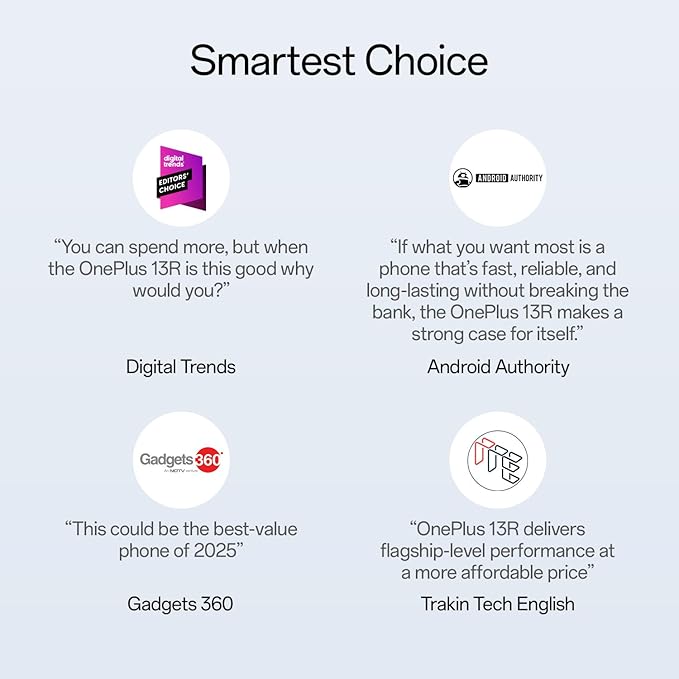 Smartest Choice
digital
trends
EDITORS'
CHOICE
“You can spend more, but when
the OnePlus 13R is this good why
would you?”
Digital Trends
ANDROID AUTHORITY
“If what you want most is a
phone that’s fast, reliable, and
long-lasting without breaking the
bank, the OnePlus 13R makes a
strong case for itself.”
Android Authority
Gadgets 360
An NDTV venture
“This could be the best-value
phone of 2025”
Gadgets 360
TTE
“OnePlus 13R delivers
flagship-level performance at
a more affordable price”
Trakin Tech English